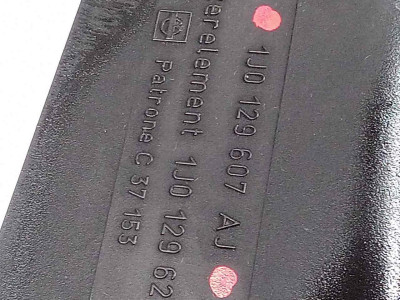 1J0 129 607 AJ
erelement 1J0 129 62
Patrone C 37 153